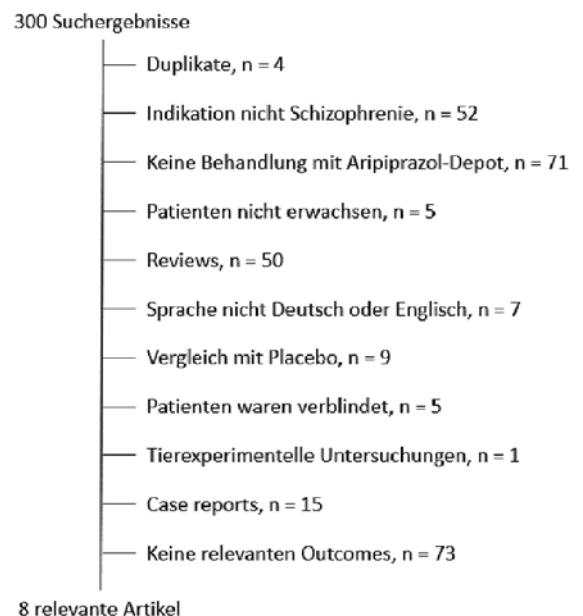 300 Suchergebnisse
Duplikate, n = 4
Indikation nicht Schizophrenie, n = 52
Keine Behandlung mit Aripiprazol-Depot, n = 71
Patienten nicht erwachsen, n = 5
Reviews, n = 50
Sprache nicht Deutsch oder Englisch, n = 7
Vergleich mit Placebo, n = 9
Patienten waren verblindet, n = 5
Tierexperimentelle Untersuchungen, n = 1
Case reports, n = 15
Keine relevanten Outcomes, n = 73
8 relevante Artikel